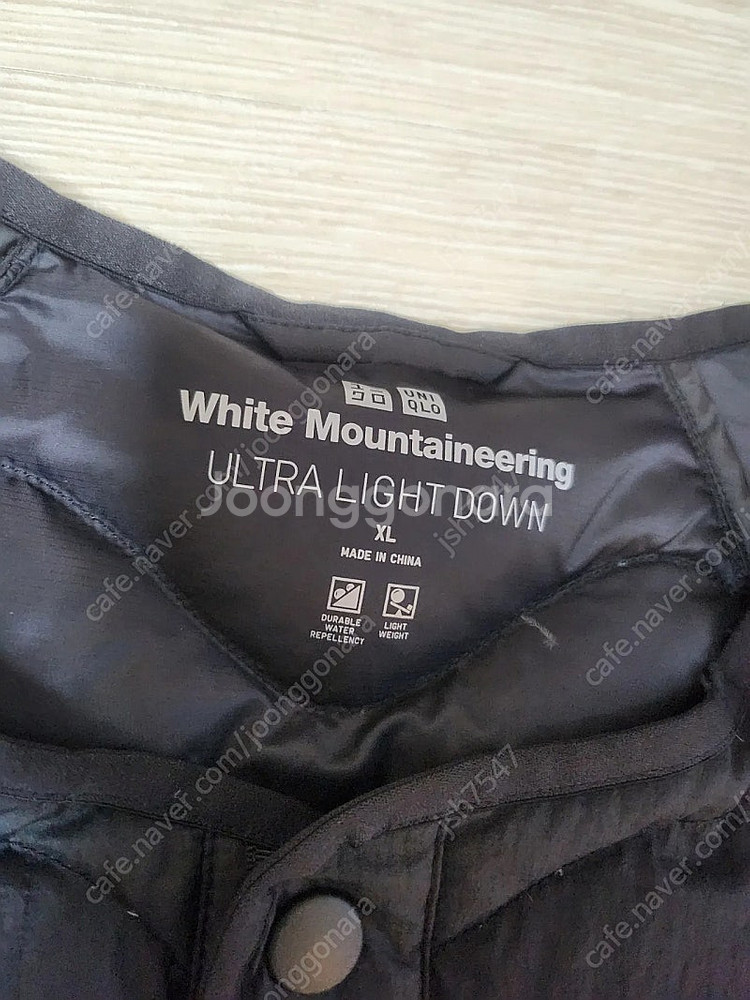 ユニ クロ UNI QLO
White Mountaineering
ULTRA LIGHT DOWN
XL
MADE IN CHINA
DURABLE WATER REPELLENCY
LIGHT WEIGHT
Joonggonara
cafe.naver.com/joonggonara
jsh7547